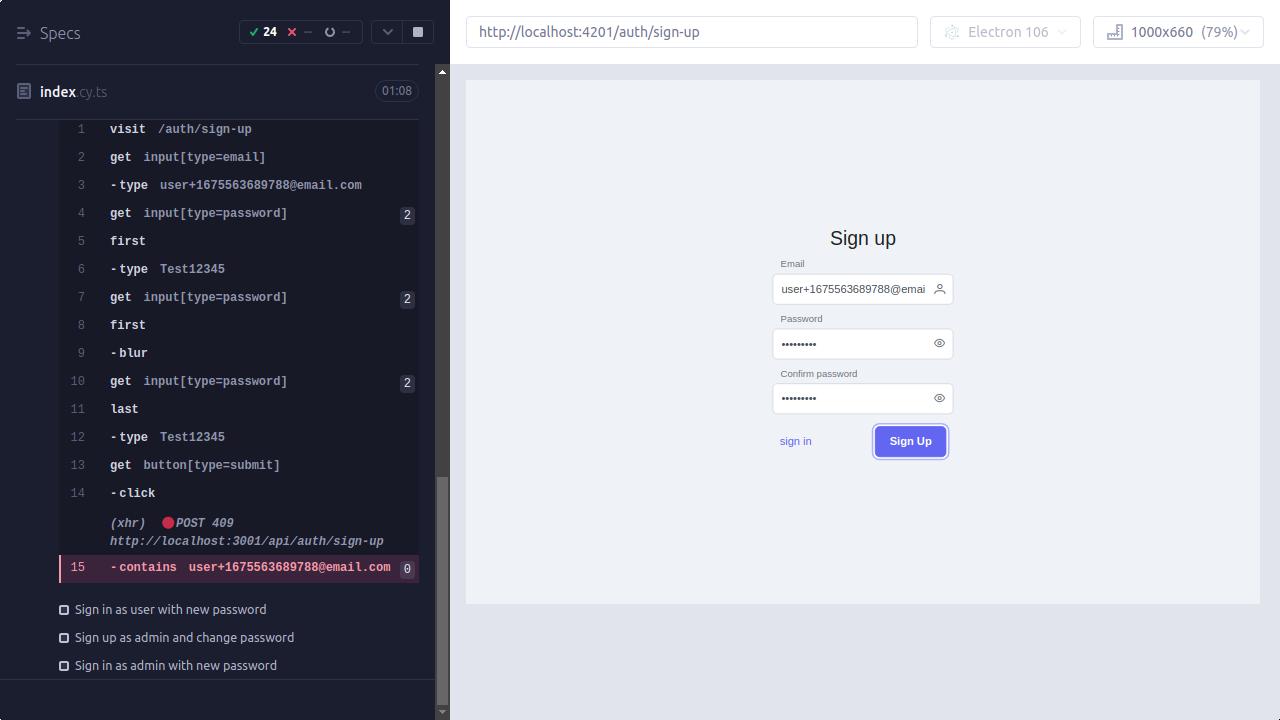 Specs
24 -- --
index.cy.ts
01:08
1 visit /auth/sign-up
2 get input[type=email]
3 -type user+1675563689788@email.com
4 get input[type=password] 2
5 first
6 -type Test12345
7 get input[type=password] 2
8 first
9 -blur
10 get input[type=password] 2
11 last
12 -type Test12345
13 get button[type=submit]
14 -click
(xhr) POST 409
http://localhost:3001/api/auth/sign-up
15 -contains user+1675563689788@email.com 0
Sign in as user with new password
Sign up as admin and change password
Sign in as admin with new password
http://localhost:4201/auth/sign-up
Electron 106
1000x660 (79%)
Sign up
Email
user+1675563689788@emai
Password
•••••••••
Confirm password
•••••••••
sign in
Sign Up